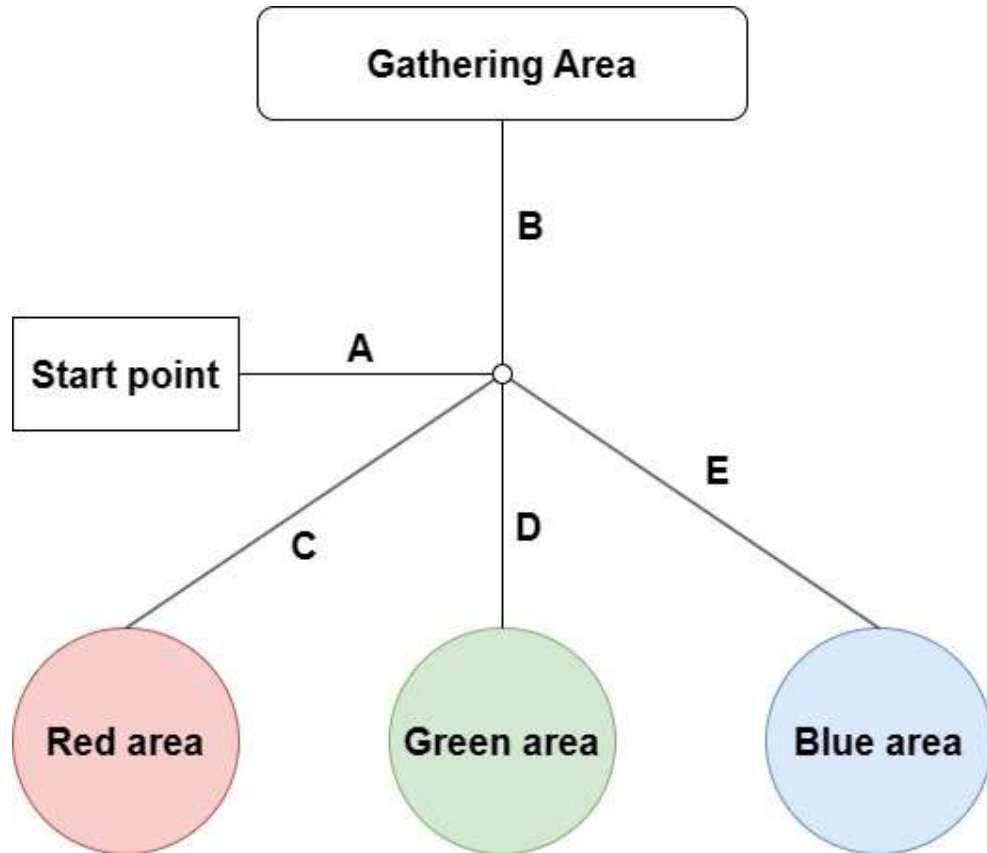 Gathering Area
B
A
Start point
E
C
D
Red area
Green area
Blue area